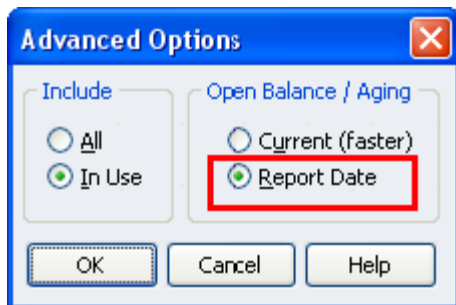 Advanced Options
Include
All
In Use
Open Balance / Aging
Current (faster)
Report Date
OK
Cancel
Help